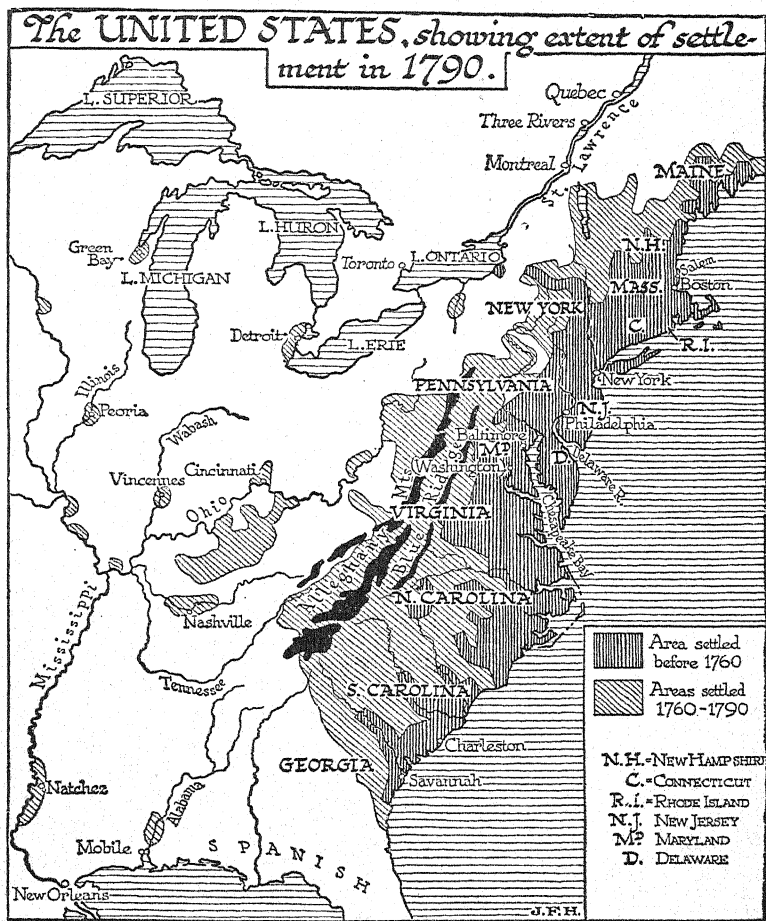 The UNITED STATES, showing extent of settle-
ment in 1790.
L. SUPERIOR
Quebec
Three Rivers
St. Lawrence
Montreal
MAINE
L. HURON
N.H.
Green
Bay
Toronto
L. ONTARIO
Salem
L. MICHIGAN
MASS.
Boston
NEW YORK
C.
Detroit
L. ERIE
R.I.
Illinois
PENNSYLVANIA
New York
Peoria
N.J.
Wabash
Philadelphia
Baltimore
MD
D.
Delaware R.
Cincinnati
(Washington)
Vincennes
Mts.
Ridge
Ohio
VIRGINIA
Chesapeake Bay
Alleghany
Blue
N. CAROLINA
Nashville
Mississippi
Tennessee
S. CAROLINA
Charleston
GEORGIA
Savannah
Natchez
Alabama
Mobile
SPANISH
New Orleans
Area settled
before 1760
Areas settled
1760-1790
N.H.=NEW HAMPSHIRE
C.=CONNECTICUT
R.I.=RHODE ISLAND
N.J. NEW JERSEY
MD MARYLAND
D. DELAWARE
J.F.H.